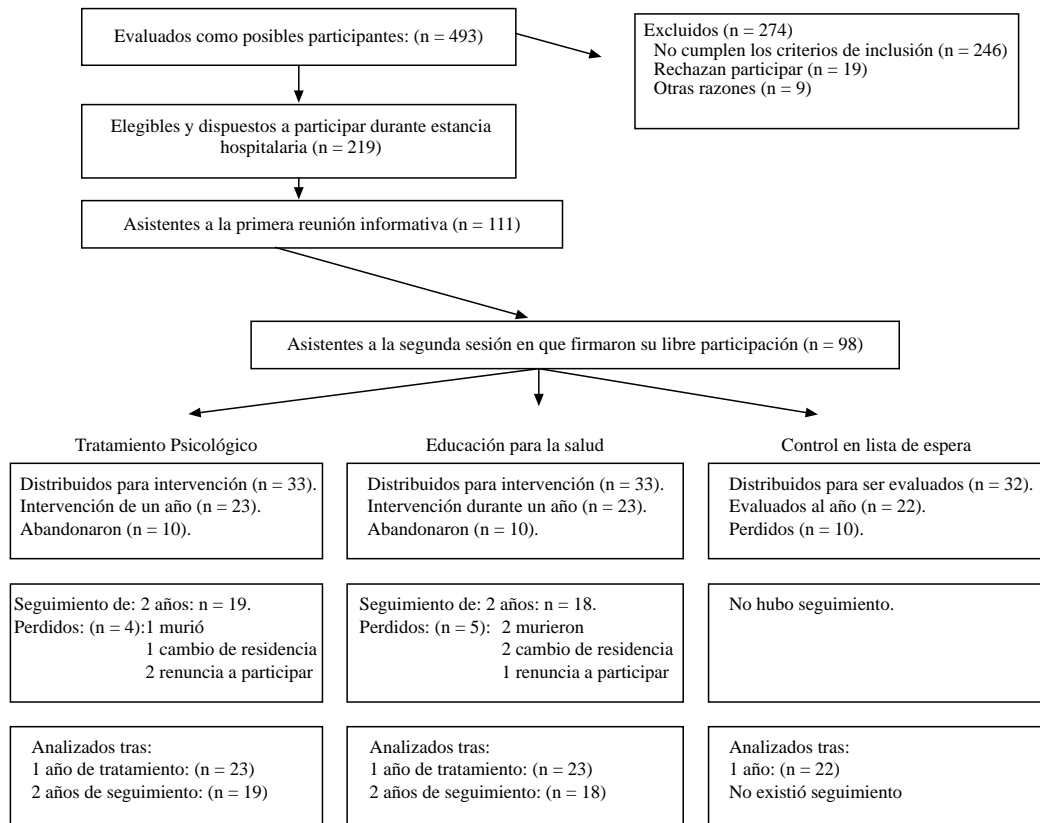 Evaluados como posibles participantes: (n = 493)
Excluidos (n = 274)
No cumplen los criterios de inclusión (n = 246)
Rechazan participar (n = 19)
Otras razones (n = 9)
Elegibles y dispuestos a participar durante estancia
hospitalaria (n = 219)
Asistentes a la primera reunión informativa (n = 111)
Asistentes a la segunda sesión en que firmaron su libre participación (n = 98)
Tratamiento Psicológico
Distribuidos para intervención (n = 33).
Intervención de un año (n = 23).
Abandonaron (n = 10).
Seguimiento de: 2 años: n = 19.
Perdidos: (n = 4):1 murió
1 cambio de residencia
2 renuncia a participar
Analizados tras:
1 año de tratamiento: (n = 23)
2 años de seguimiento: (n = 19)
Educación para la salud
Distribuidos para intervención (n = 33).
Intervención durante un año (n = 23).
Abandonaron (n = 10).
Seguimiento de: 2 años: n = 18.
Perdidos: (n = 5): 2 murieron
2 cambio de residencia
1 renuncia a participar
Analizados tras:
1 año de tratamiento: (n = 23)
2 años de seguimiento: (n = 18)
Control en lista de espera
Distribuidos para ser evaluados (n = 32).
Evaluados al año (n = 22).
Perdidos (n = 10).
No hubo seguimiento.
Analizados tras:
1 año: (n = 22)
No existió seguimiento